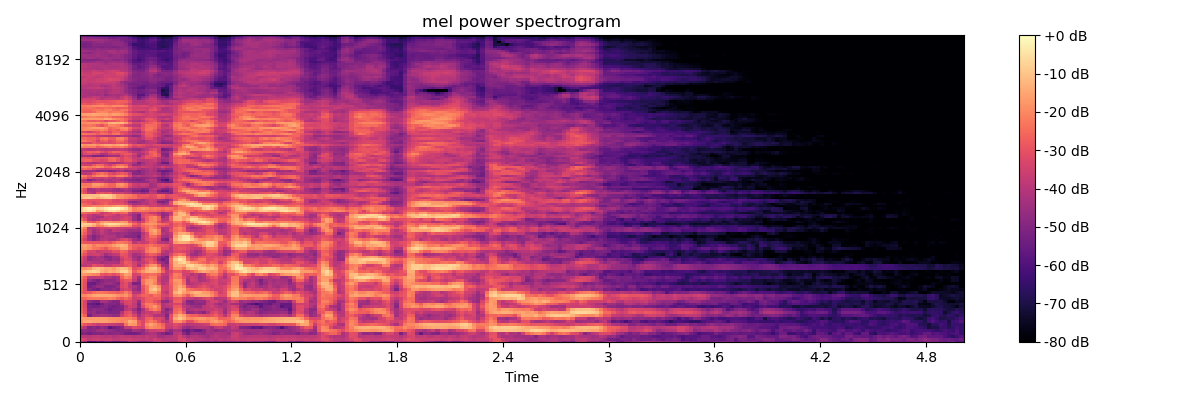 mel power spectrogram
Hz
8192
4096
2048
1024
512
0
0 0.6 1.2 1.8 2.4 3 3.6 4.2 4.8
Time
+0 dB
-10 dB
-20 dB
-30 dB
-40 dB
-50 dB
-60 dB
-70 dB
-80 dB